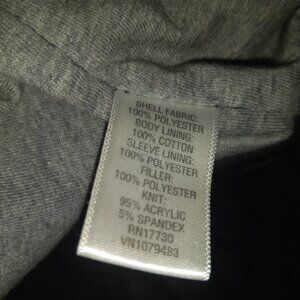 SHELL FABRIC:
100% POLYESTER
BODY LINING:
100% COTTON
SLEEVE LINING:
100% POLYESTER
FILLER:
100% POLYESTER
KNIT:
95% ACRYLIC
5% SPANDEX
RN17730
VN1079483